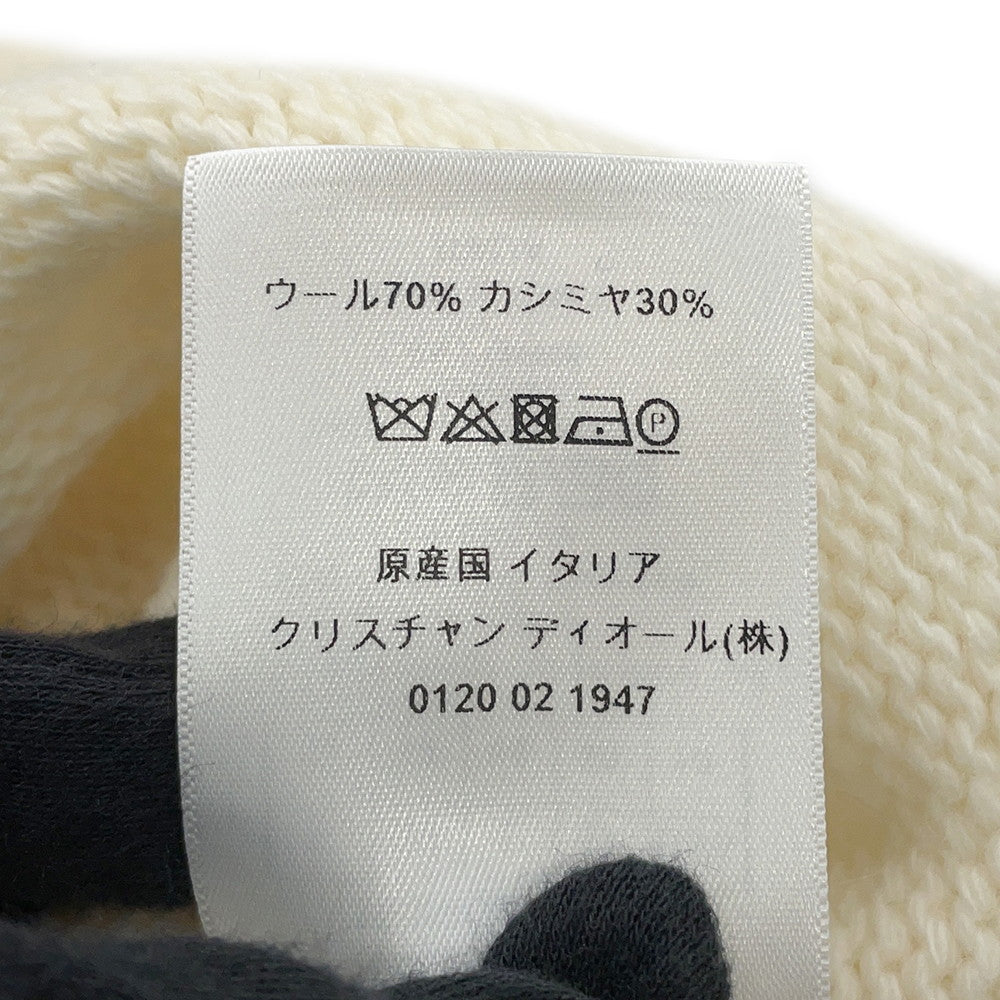 ウール70% カシミヤ30%
P
原産国 イタリア
クリスチャン ディオール(株)
0120 02 1947